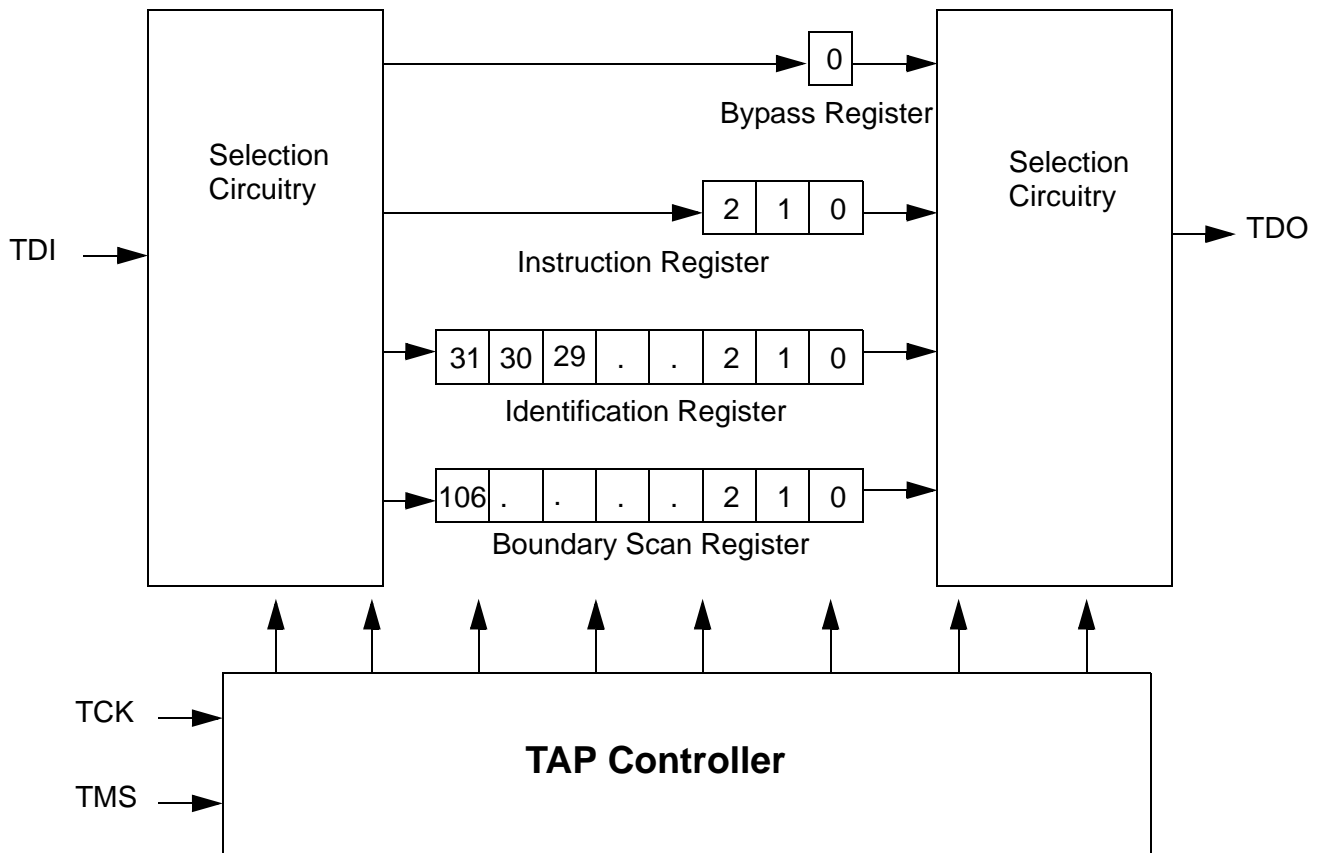 0
Bypass Register
Selection
Circuitry
Selection
Circuitry
2 1 0
TDI
TDO
Instruction Register
31 30 29 . . 2 1 0
Identification Register
106 . . . . 2 1 0
Boundary Scan Register
TCK
TAP Controller
TMS